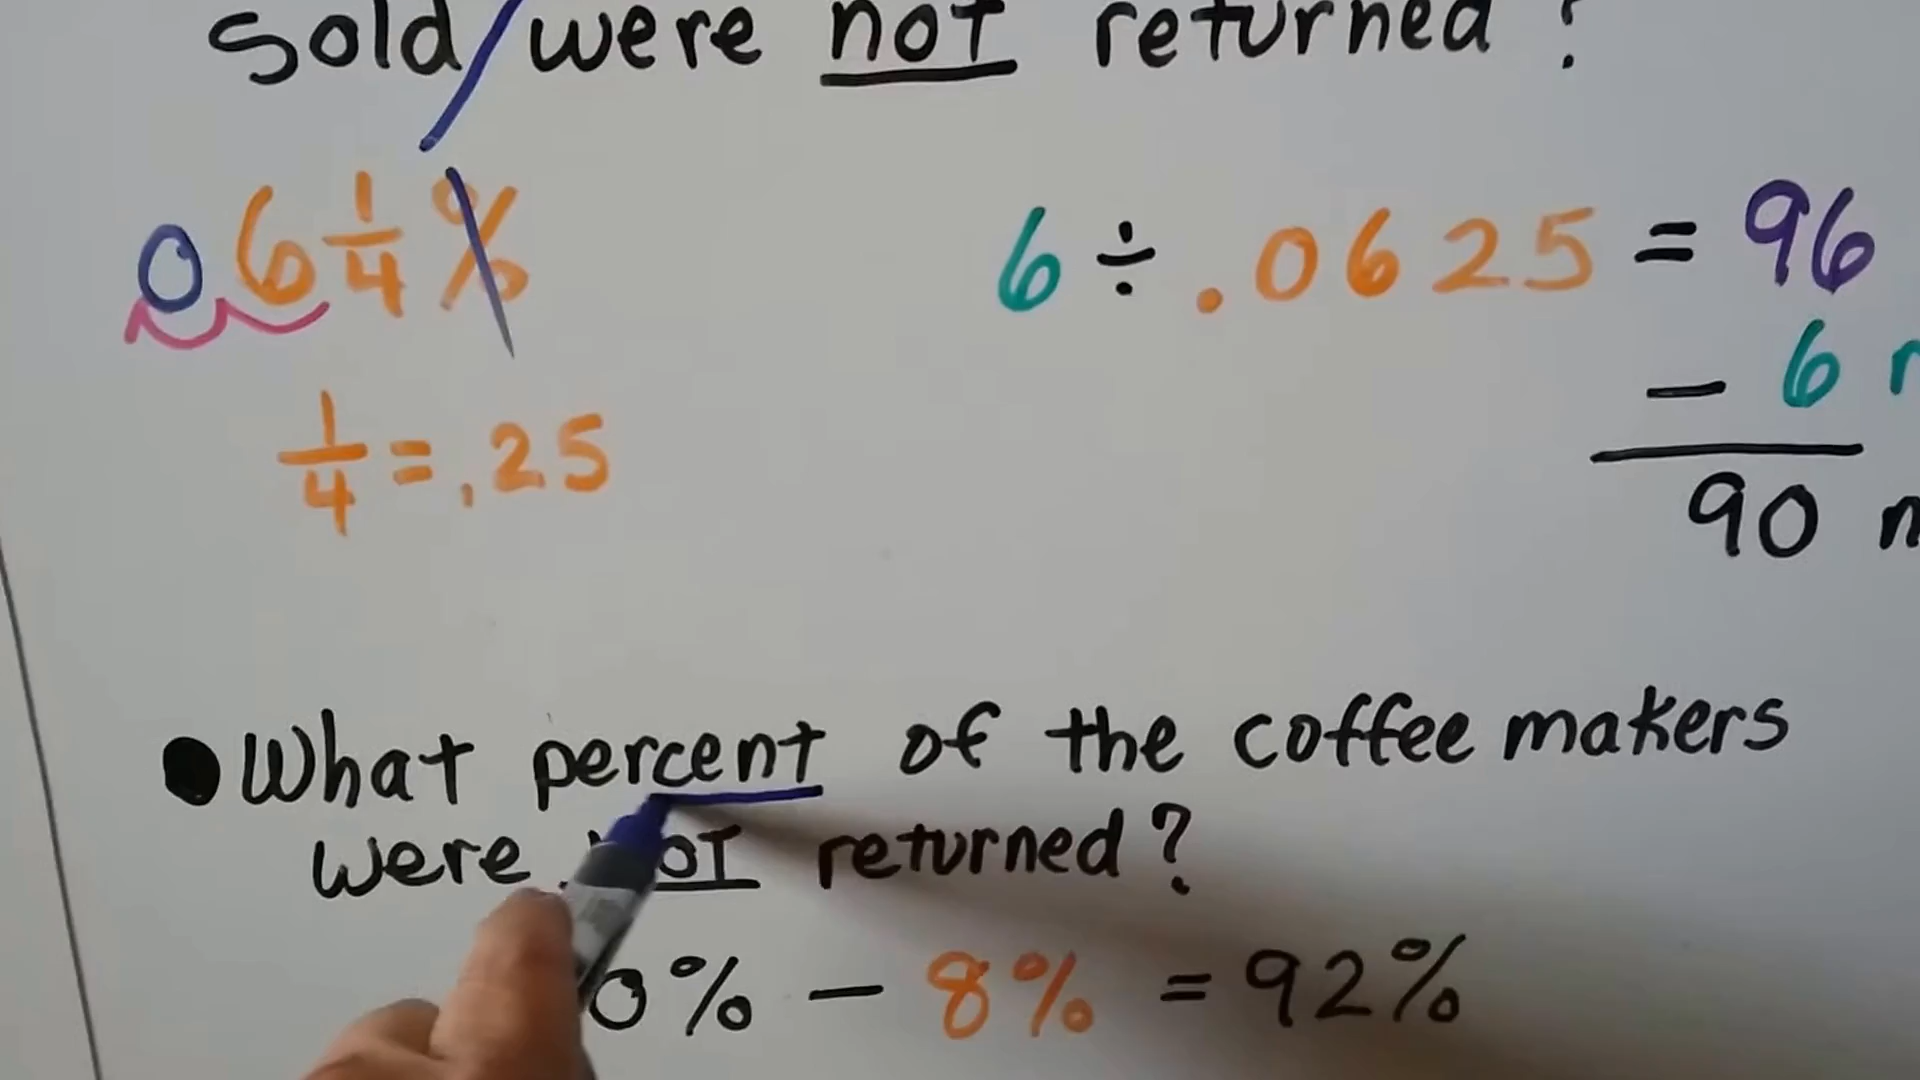 sold/were not returned?
0 6 1/4 %
6 ÷ .0625 = 96
- 6
1/4 = .25
90
What percent of the coffee makers
were returned?
0% - 8% = 92%